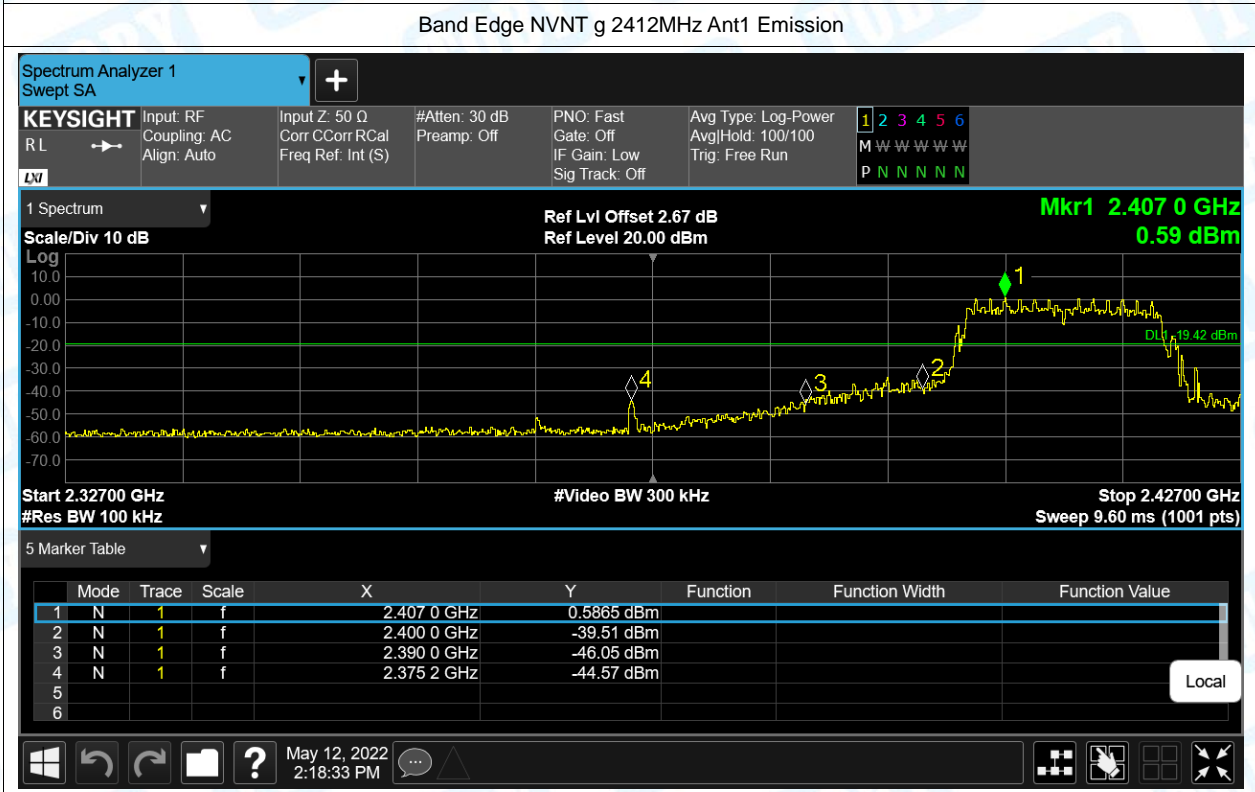 Band Edge NVNT g 2412MHz Ant1 Emission
Spectrum Analyzer 1
Swept SA
KEYSIGHT
RL
LXI
Input: RF
Coupling: AC
Align: Auto
Input Z: 50 Ω
Corr CCorr RCal
Freq Ref: Int (S)
#Atten: 30 dB
Preamp: Off
PNO: Fast
Gate: Off
IF Gain: Low
Sig Track: Off
Avg Type: Log-Power
Avg|Hold: 100/100
Trig: Free Run
1 2 3 4 5 6
M W W W W W
P N N N N N
1 Spectrum
Scale/Div 10 dB
Ref Lvl Offset 2.67 dB
Ref Level 20.00 dBm
Mkr1 2.407 0 GHz
0.59 dBm
Log
10.0
0.00
-10.0
-20.0
-30.0
-40.0
-50.0
-60.0
-70.0
1
2
3
4
DL1 -19.42 dBm
Start 2.32700 GHz
#Res BW 100 kHz
#Video BW 300 kHz
Stop 2.42700 GHz
Sweep 9.60 ms (1001 pts)
5 Marker Table
Mode Trace Scale X Y Function Function Width Function Value
1 N 1 f 2.407 0 GHz 0.5865 dBm
2 N 1 f 2.400 0 GHz -39.51 dBm
3 N 1 f 2.390 0 GHz -46.05 dBm
4 N 1 f 2.375 2 GHz -44.57 dBm
5
6
Local
?
May 12, 2022
2:18:33 PM